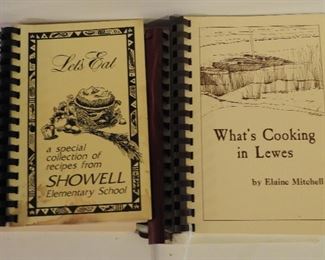 Let's Eat
a special
collection of
recipes from
SHOWELL
Elementary School
What's Cooking
in Lewes
by Elaine Mitchell